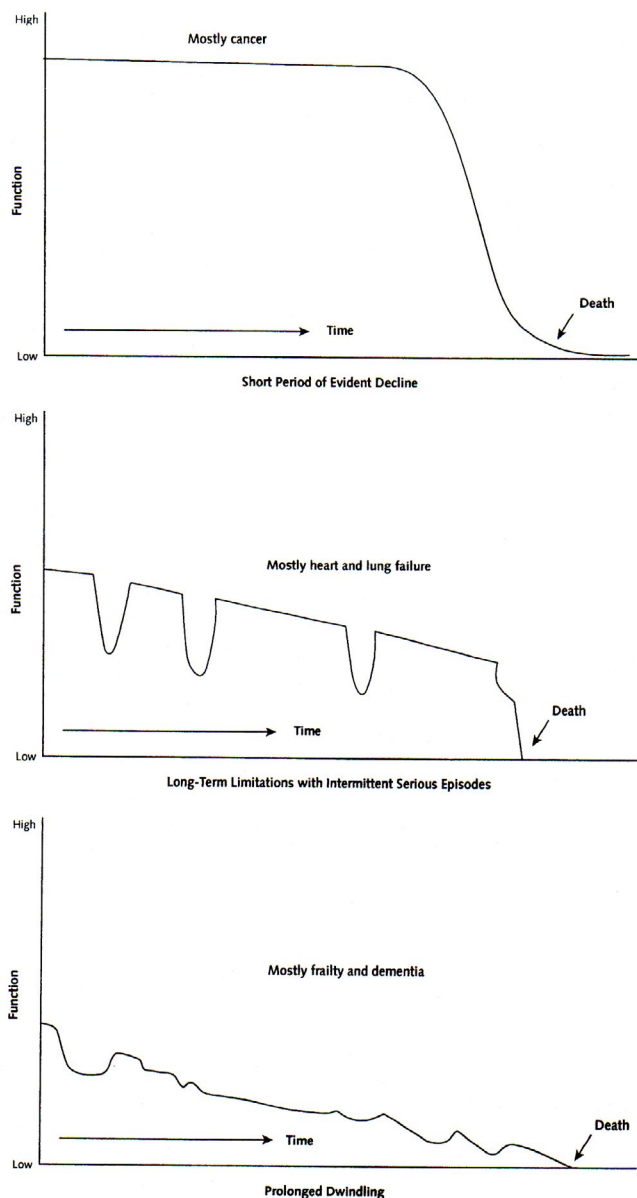 High
Mostly cancer
Function
Death
Time
Low
Short Period of Evident Decline
High
Mostly heart and lung failure
Function
Death
Time
Low
Long-Term Limitations with Intermittent Serious Episodes
High
Mostly frailty and dementia
Function
Death
Time
Low
Prolonged Dwindling